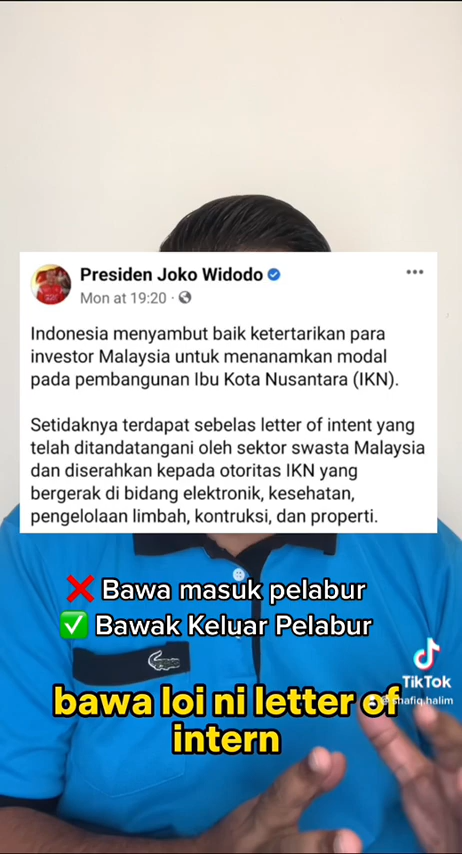 Presiden Joko Widodo
Mon at 19:20
Indonesia menyambut baik ketertarikan para
investor Malaysia untuk menanamkan modal
pada pembangunan Ibu Kota Nusantara (IKN).
Setidaknya terdapat sebelas letter of intent yang
telah ditandatangani oleh sektor swasta Malaysia
dan diserahkan kepada otoritas IKN yang
bergerak di bidang elektronik, kesehatan,
pengelolaan limbah, kontruksi, dan properti.
❌ Bawa masuk pelabur
✅ Bawak Keluar Pelabur
TikTok
bawa loi ni letter of
intern